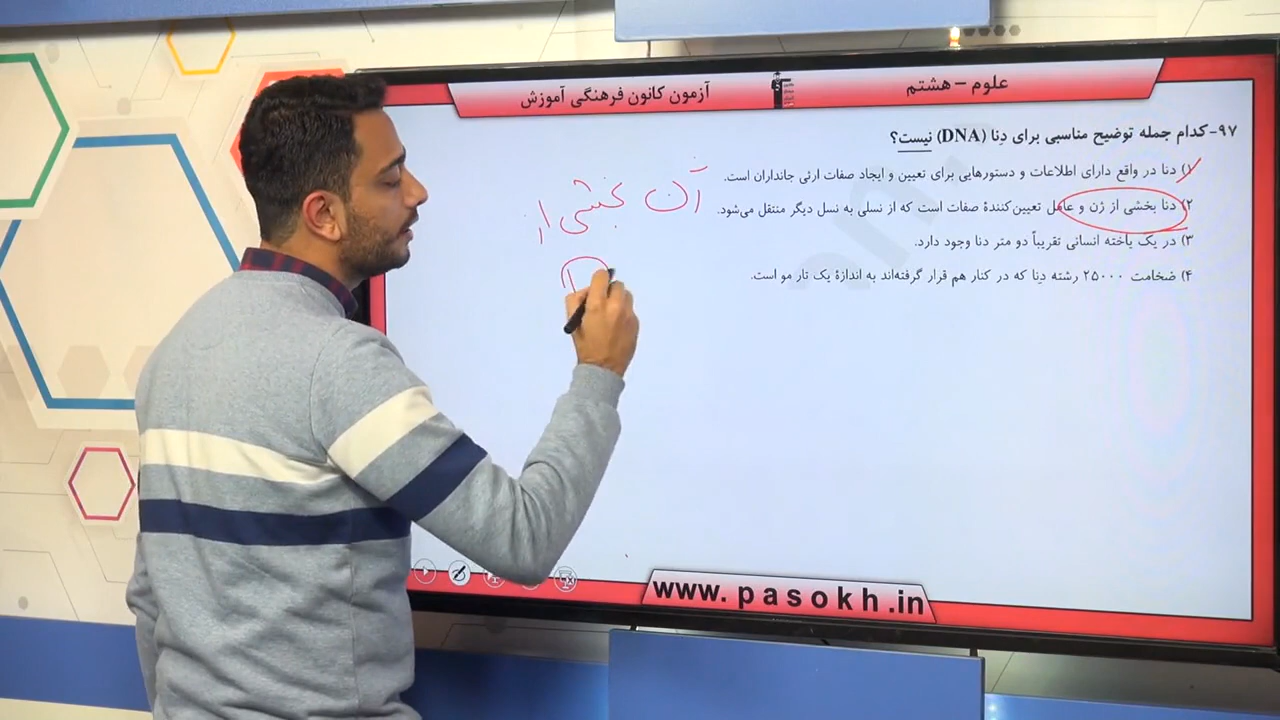 علوم – هشتم
آزمون کانون فرهنگی آموزش
۹۷-کدام جمله توضیح مناسبی برای دِنا (DNA) نیست؟
۱) دنا در واقع دارای اطلاعات و دستورهایی برای تعیین و ایجاد صفات ارثی جانداران است.
۲) دنا بخشی از ژن و عامل تعیین‌کنندهٔ صفات است که از نسلی به نسل دیگر منتقل می‌شود.
۳) در یک یاخته انسانی تقریباً دو متر دنا وجود دارد.
۴) ضخامت ۲۵۰۰۰ رشته دِنا که در کنار هم قرار گرفته‌اند به اندازهٔ یک تار مو است.
بخشی از
www.pasokh.in